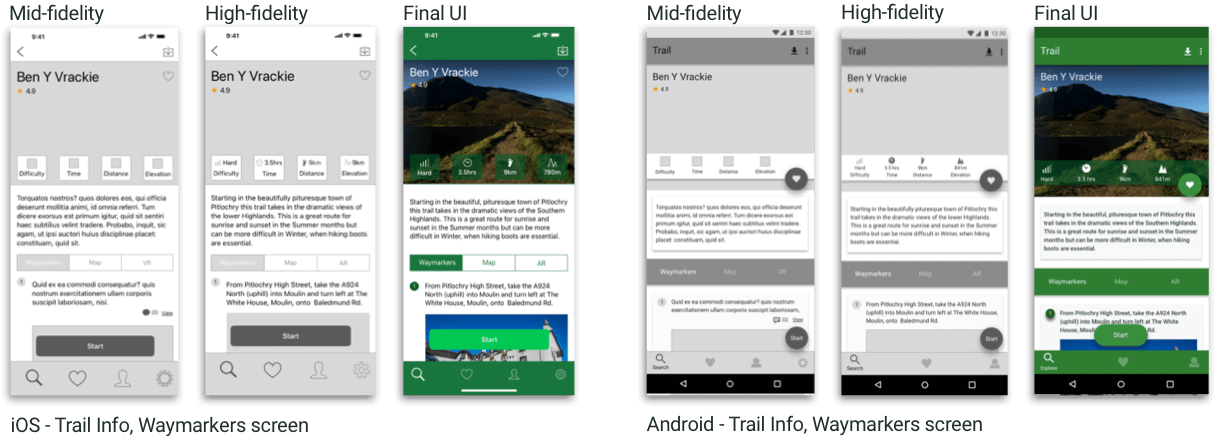 Mid-fidelity
9:41
Ben Y Vrackie
4.9
Difficulty Time Distance Elevation
Torquatos nostros? quos dolores eos, qui officia
deserunt mollitia animi, id omnis referri. Tum
dicere exorsus est primum igitur, quid sit sentiri
haec subtilius velint tradere. Probabo, inquit, sic
agam, ut ipsi auctori huius disciplinae placet:
constituam, quid sit.
Waymarkers Map VR
1 Quid ex ea commodi consequatur? quis
nostrum exercitationem ullam corporis
suscipit laboriosam, nisi.
(2) View
Start
High-fidelity
9:41
Ben Y Vrackie
4.9
Hard 3.5hrs 9km 9km
Difficulty Time Distance Elevation
Starting in the beautifully picturesque town of
Pitlochry this trail takes in the dramatic views of
the lower Highlands. This is a great route for
sunrise and sunset in the Summer months but
can be more difficult in Winter, when hiking boots
are essential.
Waymarkers Map VR
1 From Pitlochry High Street, take the A924
North (uphill) into Moulin and turn left at The
White House, Moulin, onto Baledmund Rd.
Start
Final UI
9:41
Ben Y Vrackie
4.9
Hard 3.5hrs 9km 780m
Starting in the beautiful, pituresque town of Pitlochry
this trail takes in the dramatic views of the Southern
Highlands. This is a great route for sunrise and
sunset in the Summer months but can be more
difficult in Winter, when hiking boots are essential.
Waymarkers Map AR
1 From Pitlochry High Street, take the A924
North (uphill) into Moulin and turn left at The
White House, Moulin, onto Baledmund Rd.
Start
iOS - Trail Info, Waymarkers screen
Mid-fidelity
12:30
Trail
Ben Y Vrackie
4.9
Difficulty Time Distance Elevation
Torquatos nostros? quos dolores eos, qui officia deserunt
mollitia animi, id omnis referri. Tum dicere exorsus est
primum igitur, quid sit sentiri haec subtilius velint
tradere. Probabo, inquit, sic agam, ut ipsi auctori huius
disciplinae placet: constituam, quid sit.
Waymarkers Map VR
1 Quid ex ea commodi consequatur? quis nostrum
exercitationem ullam corporis suscipit laboriosam,
(2) View
Start
Search
High-fidelity
12:30
Trail
Ben Y Vrackie
4.9
Hard 3.5 hrs 9km 841m
Difficulty Time Distance Elevation
Starting in the beautiful, pituresque town of Pitlochry this
trail takes in the dramatic views of the Southern Highlands.
This is a great route for sunrise and sunset in the Summer
months but can be more difficult in Winter, when hiking
boots are essential.
Waymarkers Map VR
1 From Pitlochry High Street, take the A924 North
(uphill) into Moulin and turn left at The White
House, Moulin, onto Baledmund Rd.
Start
Search
Final UI
Trail
Ben Y Vrackie
4.9
Hard 3.5 hrs 9km 841m
Starting in the beautiful, pituresque town of Pitlochry this
trail takes in the dramatic views of the Southern Highlands.
This is a great route for sunrise and sunset in the Summer
months but can be more difficult in Winter, when hiking
boots are essential.
Waymarkers Map AR
1 From Pitlochry High Street, take the A924 North
(uphill) into Moulin and turn left at The White
House, Moulin, onto Baledmund Rd.
Start
Explore
Android - Trail Info, Waymarkers screen